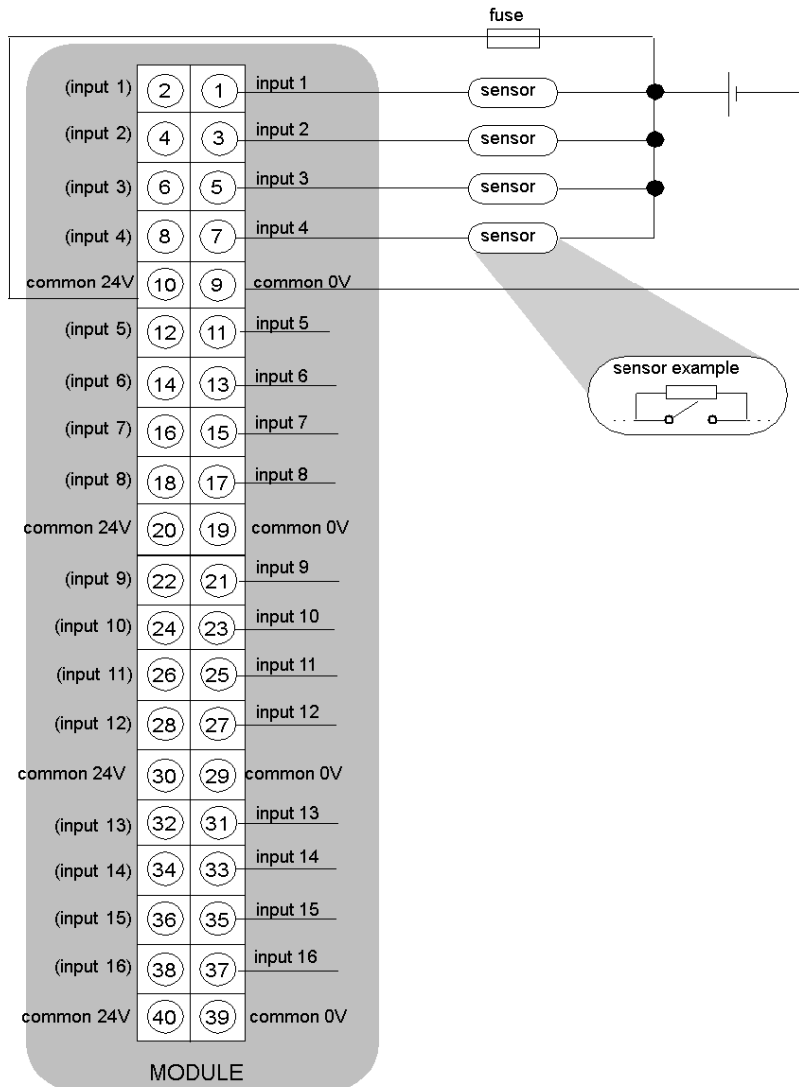 fuse
(input 1) 2 1 input 1 sensor
(input 2) 4 3 input 2 sensor
(input 3) 6 5 input 3 sensor
(input 4) 8 7 input 4 sensor
common 24V 10 9 common 0V
(input 5) 12 11 input 5
(input 6) 14 13 input 6
sensor example
(input 7) 16 15 input 7
(input 8) 18 17 input 8
common 24V 20 19 common 0V
(input 9) 22 21 input 9
(input 10) 24 23 input 10
(input 11) 26 25 input 11
(input 12) 28 27 input 12
common 24V 30 29 common 0V
(input 13) 32 31 input 13
(input 14) 34 33 input 14
(input 15) 36 35 input 15
(input 16) 38 37 input 16
common 24V 40 39 common 0V
MODULE